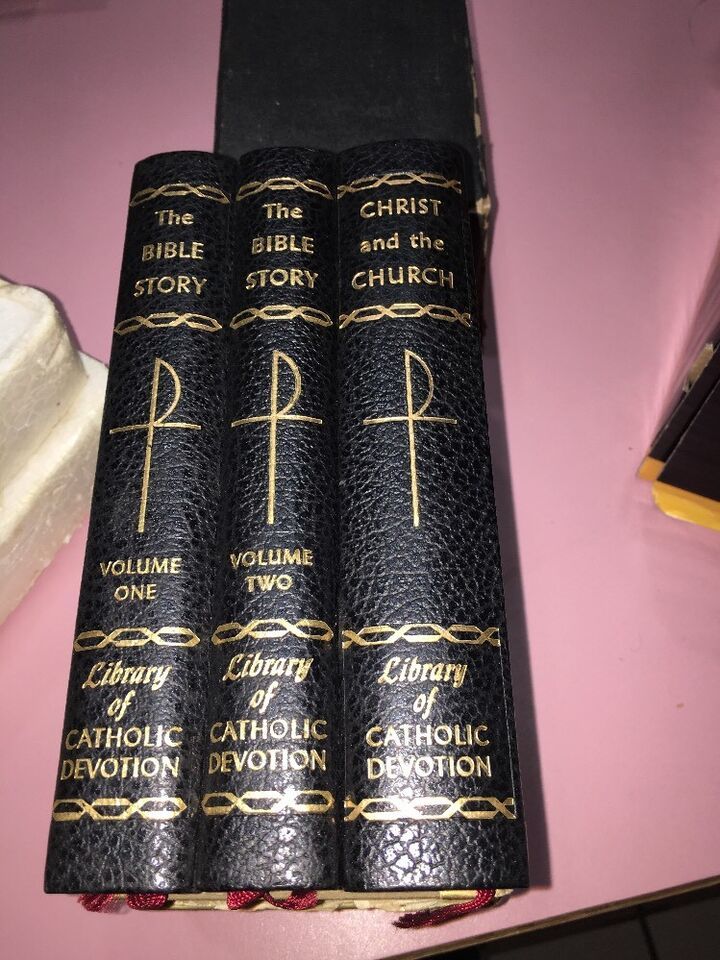 The
BIBLE
STORY
VOLUME
ONE
Library
of
CATHOLIC
DEVOTION
The
BIBLE
STORY
VOLUME
TWO
Library
of
CATHOLIC
DEVOTION
CHRIST
and the
CHURCH
Library
of
CATHOLIC
DEVOTION